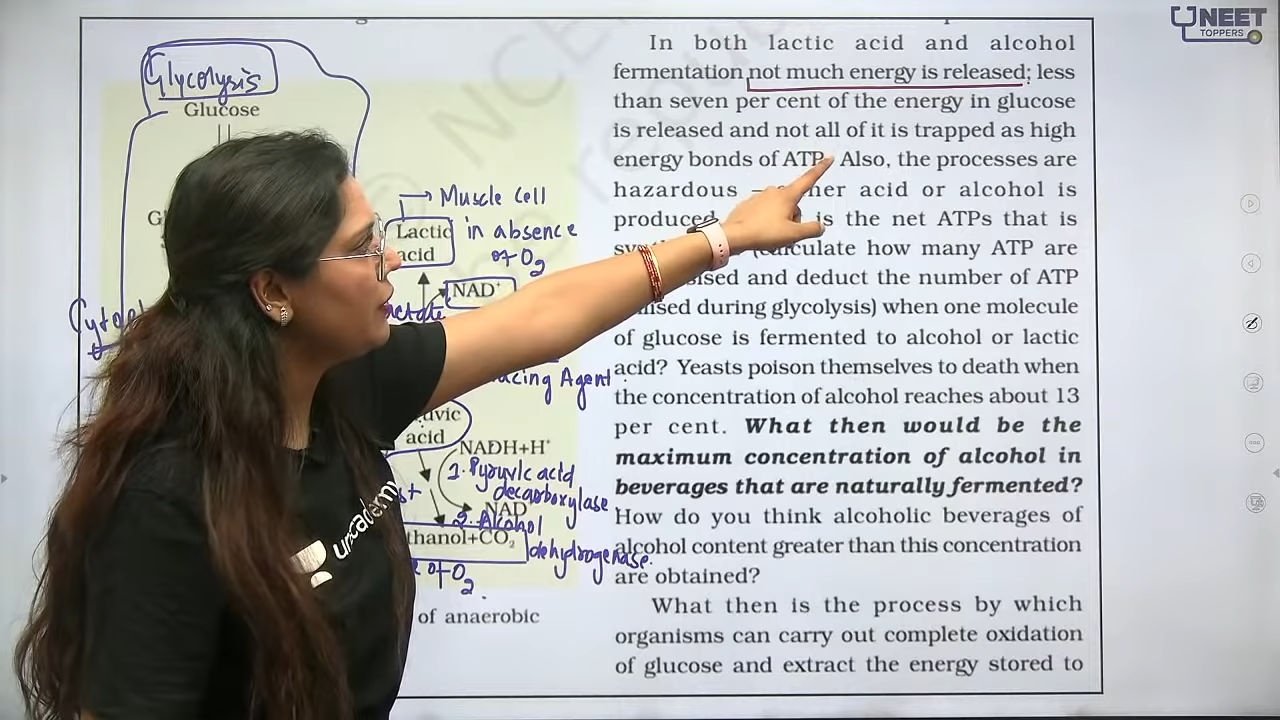 UNEET
TOPPERS
Glycolysis
Glucose
Muscle cell
Lactic
acid
in absence
of O2
NAD+
Agent
acid
NADH+H+
1. Pyruvic acid
decarboxylase
NAD
2. Alcohol
dehydrogenase.
thanol+CO2
of O2.
of anaerobic
unacademy
In both lactic acid and alcohol
fermentation not much energy is released; less
than seven per cent of the energy in glucose
is released and not all of it is trapped as high
energy bonds of ATP. Also, the processes are
hazardous – acid or alcohol is
produced. is the net ATPs that is
(calculate how many ATP are
and deduct the number of ATP
during glycolysis) when one molecule
of glucose is fermented to alcohol or lactic
acid? Yeasts poison themselves to death when
the concentration of alcohol reaches about 13
per cent. What then would be the
maximum concentration of alcohol in
beverages that are naturally fermented?
How do you think alcoholic beverages of
alcohol content greater than this concentration
are obtained?
What then is the process by which
organisms can carry out complete oxidation
of glucose and extract the energy stored to